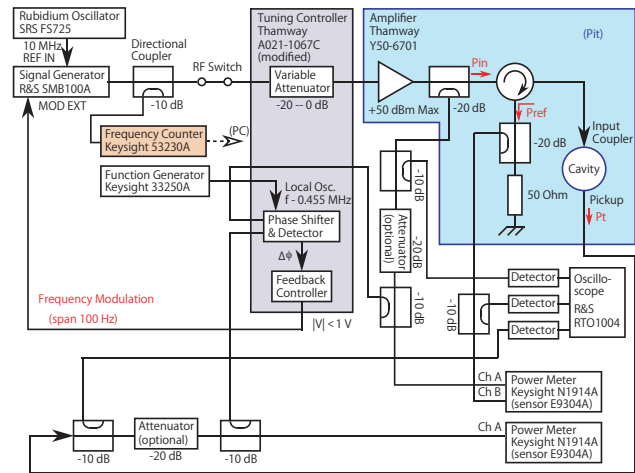 Rubidium Oscillator
SRS FS725
10 MHz
REF IN
Signal Generator
R&S SMB100A
MOD EXT
Directional
Coupler
-10 dB
RF Switch
Tuning Controller
Thamway
A021-1067C
(modified)
Variable
Attenuator
-20 -- 0 dB
Amplifier
Thamway
Y50-6701
+50 dBm Max
Pin
-20 dB
(Pit)
Pref
-20 dB
50 Ohm
Input
Coupler
Cavity
Pickup
Pt
Frequency Counter
Keysight 53230A
(PC)
Function Generator
Keysight 33250A
Local Osc.
f - 0.455 MHz
Phase Shifter
& Detector
Δϕ
Feedback
Controller
|V| < 1 V
Frequency Modulation
(span 100 Hz)
-10 dB
Attenuator
(optional)
-20 dB
-10 dB
-10 dB
Detector
Detector
Detector
Oscillo-
scope
R&S
RTO1004
Ch A
Ch B
Power Meter
Keysight N1914A
(sensor E9304A)
Ch A
Power Meter
Keysight N1914A
(sensor E9304A)
-10 dB
Attenuator
(optional)
-20 dB
-10 dB